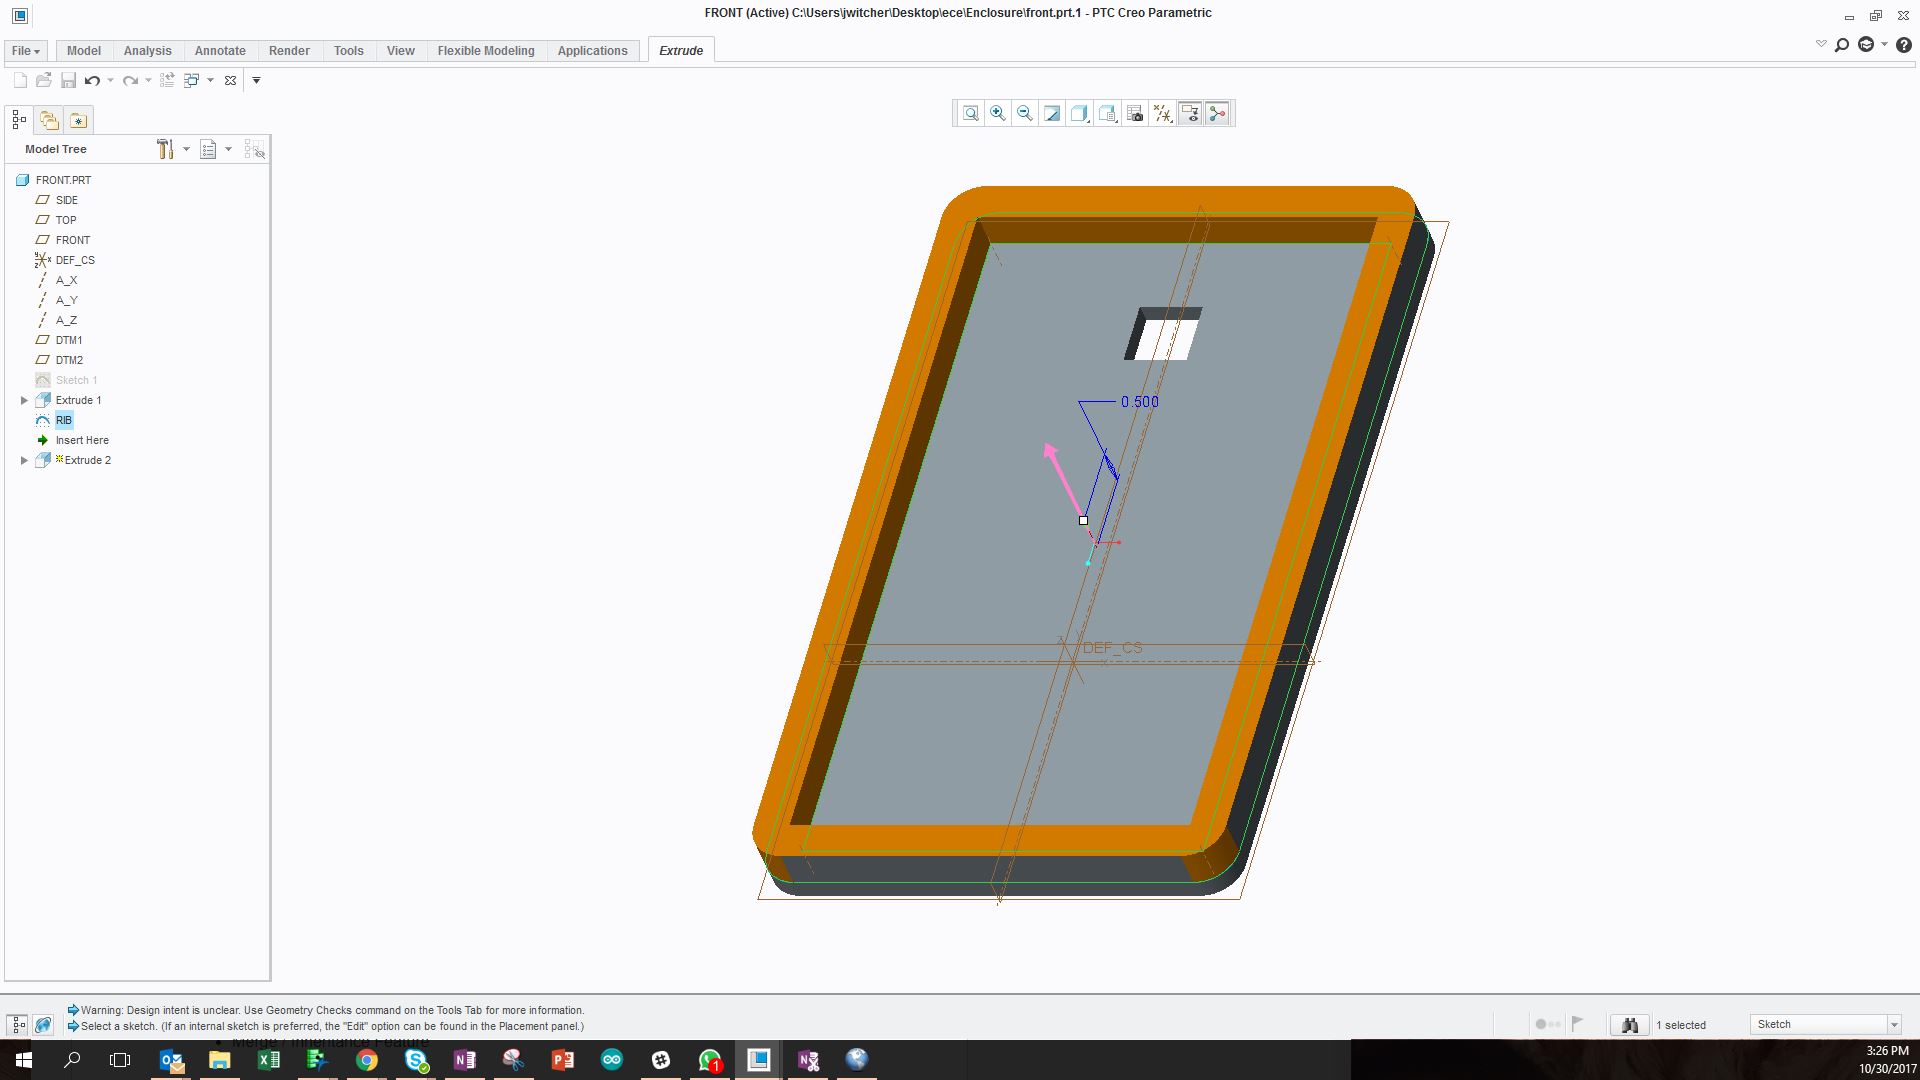 FRONT (Active) C:\Users\jwitcher\Desktop\ece\Enclosure\front.prt.1 - PTC Creo Parametric
File Model Analysis Annotate Render Tools View Flexible Modeling Applications Extrude
Model Tree
FRONT.PRT
SIDE
TOP
FRONT
DEF_CS
A_X
A_Y
A_Z
DTM1
DTM2
Sketch 1
Extrude 1
RIB
Insert Here
Extrude 2
0.500
DEF_CS
Warning: Design intent is unclear. Use Geometry Checks command on the Tools Tab for more information.
Select a sketch. (If an internal sketch is preferred, the "Edit" option can be found in the Placement panel.)
1 selected
Sketch
Merge / Inheritance Feature
3:26 PM
10/30/2017